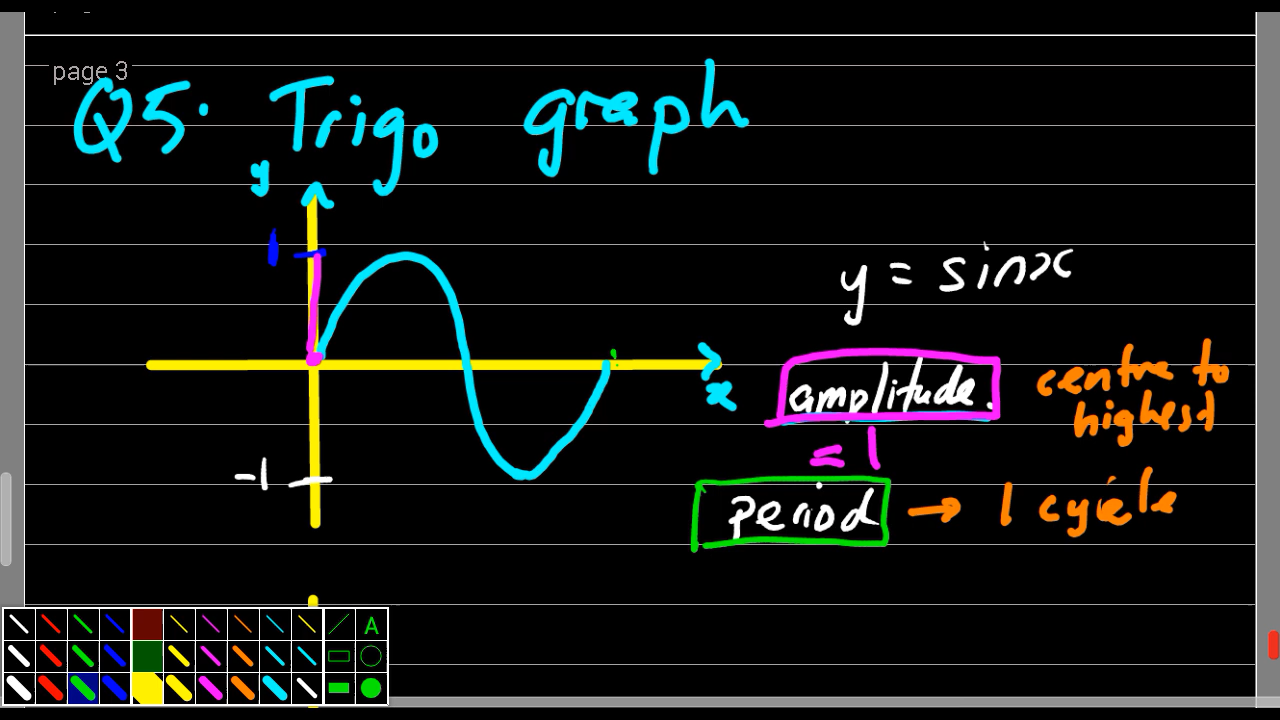 page 3
Q5. Trigo graph
y
1
y = sinx
x
amplitude. centre to
highest
= 1
-1
period → 1 cycle
A